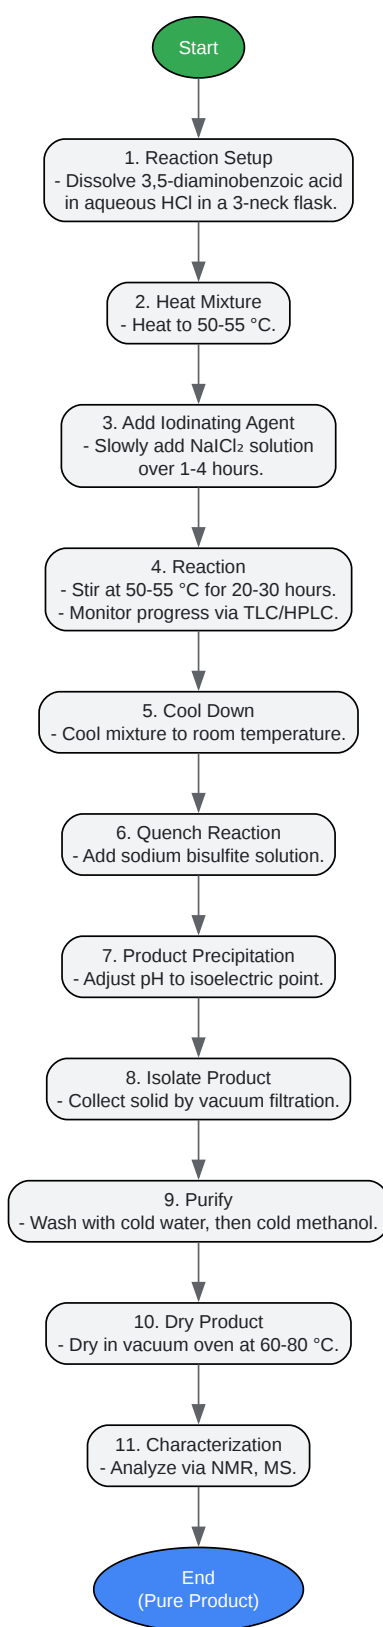 Start
1. Reaction Setup
- Dissolve 3,5-diaminobenzoic acid
in aqueous HCl in a 3-neck flask.
2. Heat Mixture
- Heat to 50-55 °C.
3. Add Iodinating Agent
- Slowly add NaICl₂ solution
over 1-4 hours.
4. Reaction
- Stir at 50-55 °C for 20-30 hours.
- Monitor progress via TLC/HPLC.
5. Cool Down
- Cool mixture to room temperature.
6. Quench Reaction
- Add sodium bisulfite solution.
7. Product Precipitation
- Adjust pH to isoelectric point.
8. Isolate Product
- Collect solid by vacuum filtration.
9. Purify
- Wash with cold water, then cold methanol.
10. Dry Product
- Dry in vacuum oven at 60-80 °C.
11. Characterization
- Analyze via NMR, MS.
End
(Pure Product)